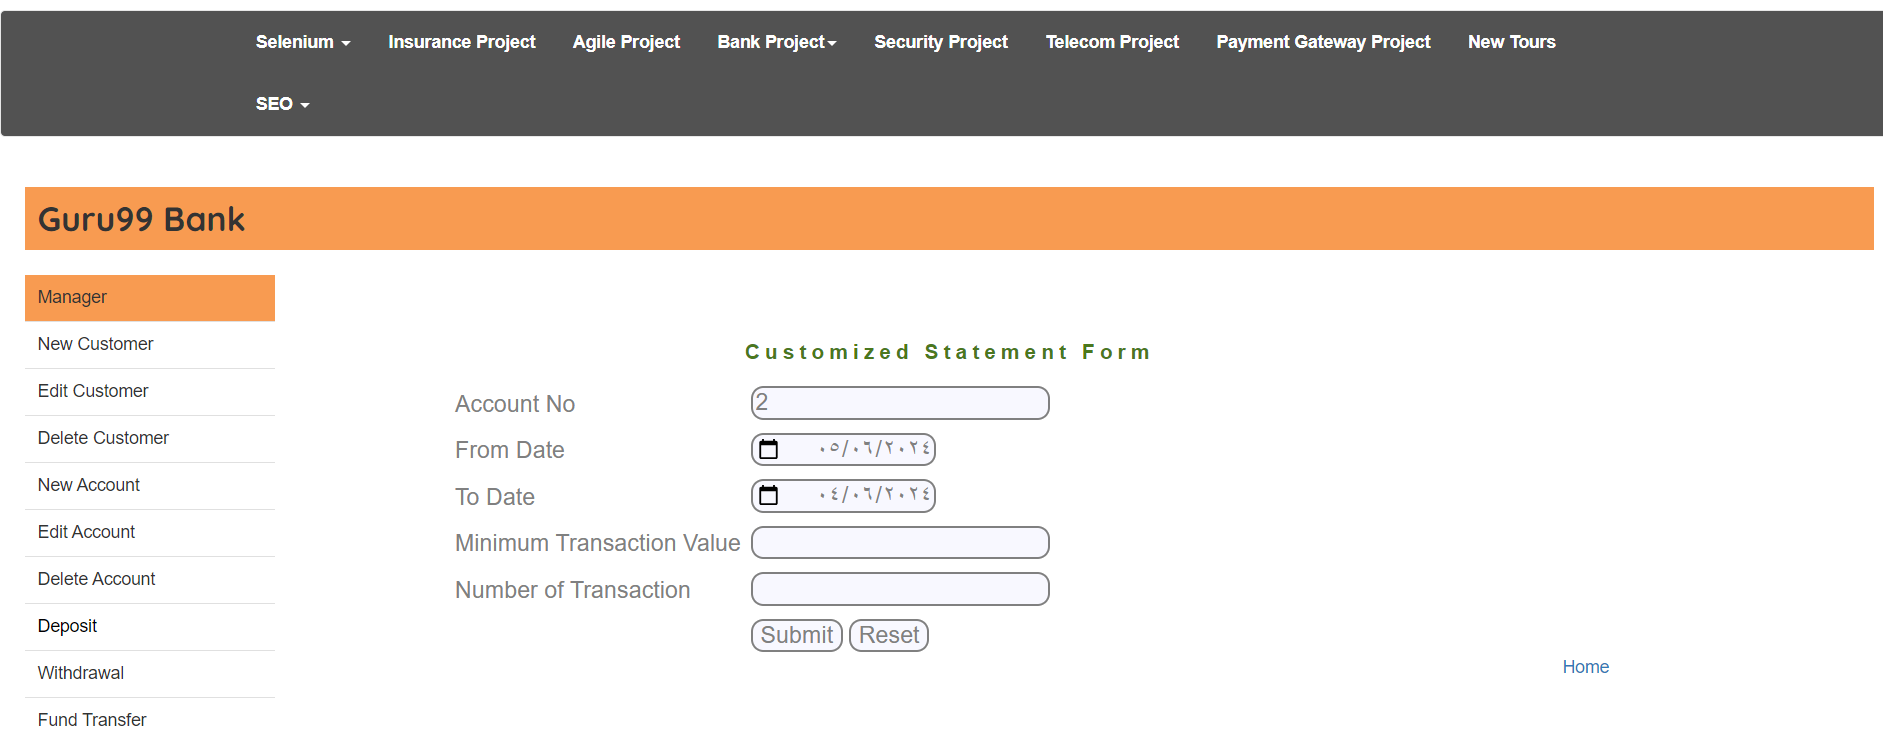 Selenium Insurance Project Agile Project Bank Project Security Project Telecom Project Payment Gateway Project New Tours
SEO
Guru99 Bank
Manager
New Customer
Edit Customer
Delete Customer
New Account
Edit Account
Delete Account
Deposit
Withdrawal
Fund Transfer
Customized Statement Form
Account No 2
From Date ٠٥/٠٦/٢٠٢٤
To Date ٠٤/٠٦/٢٠٢٤
Minimum Transaction Value
Number of Transaction
Submit Reset
Home